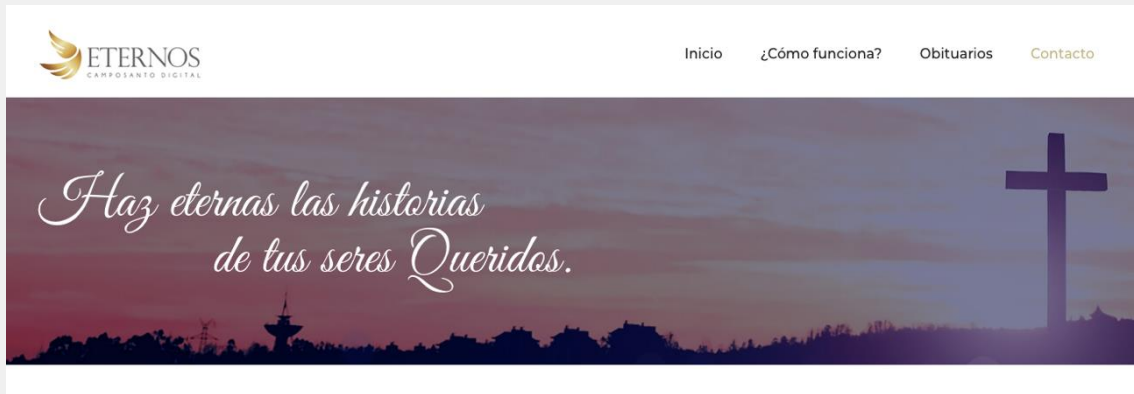 ETERNOS
CAMPOSANTO DIGITAL
Inicio ¿Cómo funciona? Obituarios Contacto
Haz eternas las historias
de tus seres Queridos.